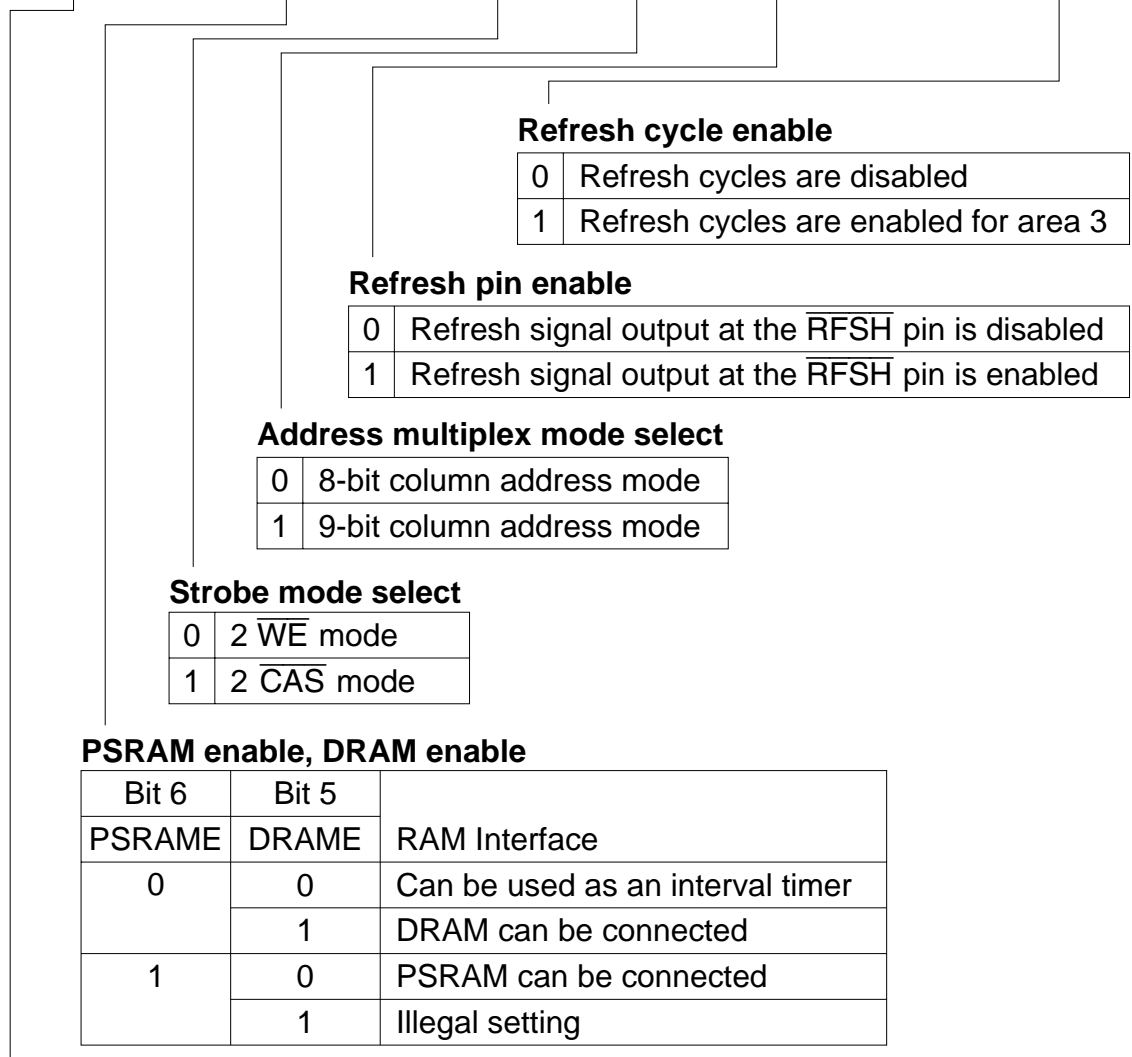 Refresh cycle enable
0 Refresh cycles are disabled
1 Refresh cycles are enabled for area 3
Refresh pin enable
0 Refresh signal output at the R̅F̅S̅H̅ pin is disabled
1 Refresh signal output at the R̅F̅S̅H̅ pin is enabled
Address multiplex mode select
0 8-bit column address mode
1 9-bit column address mode
Strobe mode select
0 2 W̅E̅ mode
1 2 C̅A̅S̅ mode
PSRAM enable, DRAM enable
Bit 6 Bit 5
PSRAME DRAME RAM Interface
0 0 Can be used as an interval timer
1 DRAM can be connected
1 0 PSRAM can be connected
1 Illegal setting